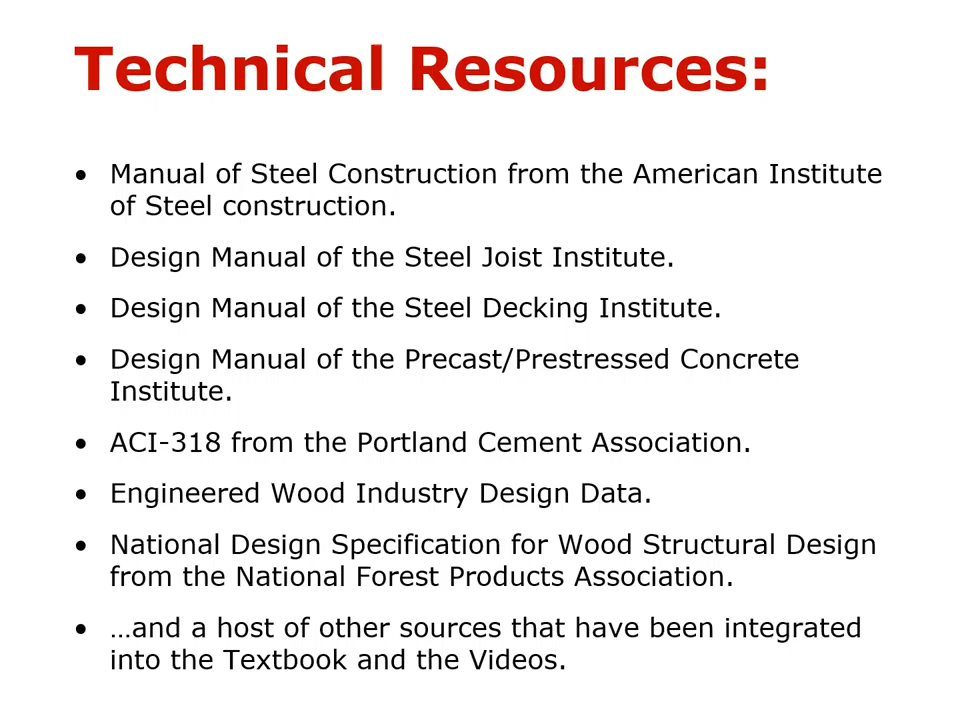 Technical Resources:
• Manual of Steel Construction from the American Institute
of Steel construction.
• Design Manual of the Steel Joist Institute.
• Design Manual of the Steel Decking Institute.
• Design Manual of the Precast/Prestressed Concrete
Institute.
• ACI-318 from the Portland Cement Association.
• Engineered Wood Industry Design Data.
• National Design Specification for Wood Structural Design
from the National Forest Products Association.
• …and a host of other sources that have been integrated
into the Textbook and the Videos.